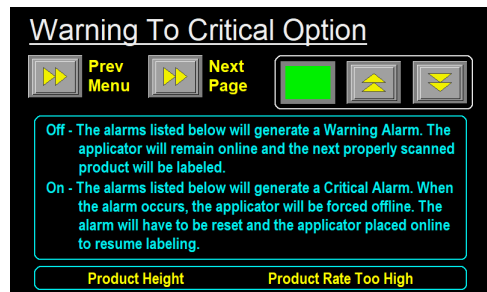 Warning To Critical Option
Prev Menu
Next Page
Off - The alarms listed below will generate a Warning Alarm. The
applicator will remain online and the next properly scanned
product will be labeled.
On - The alarms listed below will generate a Critical Alarm. When
the alarm occurs, the applicator will be forced offline. The
alarm will have to be reset and the applicator placed online
to resume labeling.
Product Height Product Rate Too High